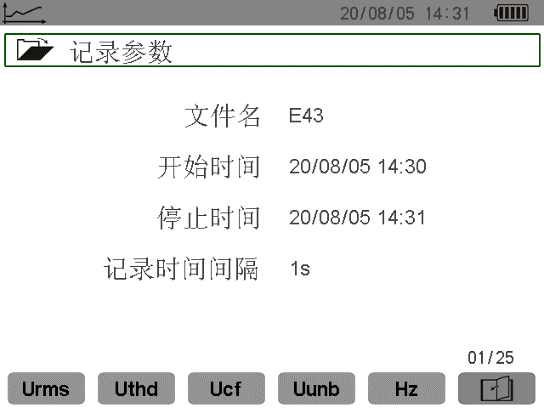 20/08/05 14:31
记录参数
文件名 E43
开始时间 20/08/05 14:30
停止时间 20/08/05 14:31
记录时间间隔 1s
01/25
Urms Uthd Ucf Uunb Hz